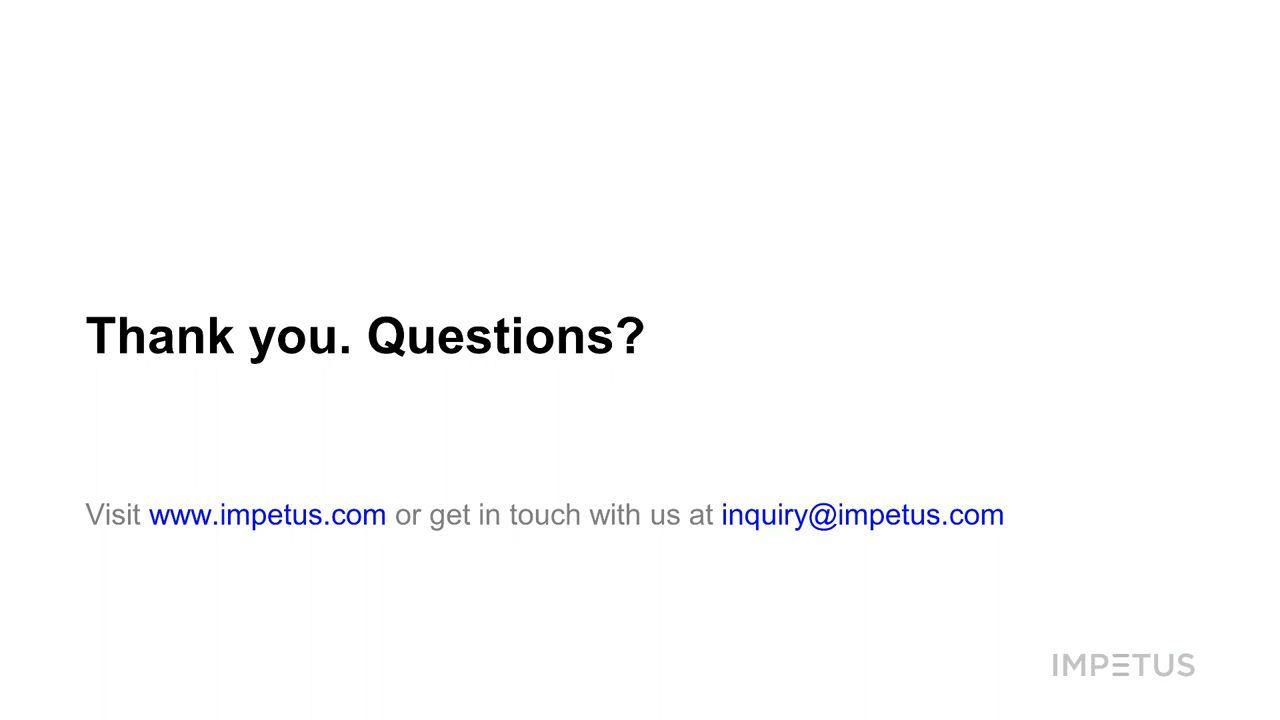 Thank you. Questions?
Visit www.impetus.com or get in touch with us at inquiry@impetus.com
IMPETUS